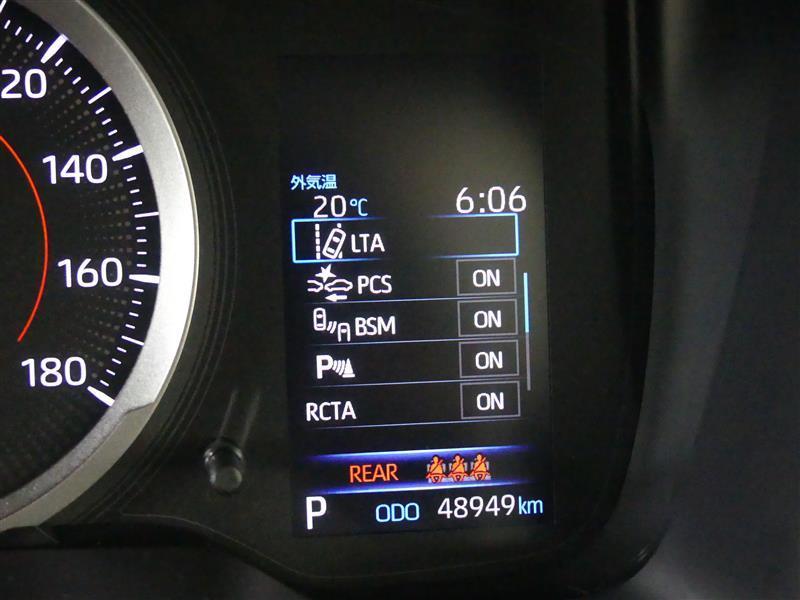 20
140
160
180
外気温
20℃ 6:06
LTA
PCS ON
BSM ON
P ON
RCTA ON
REAR
P ODO 48949km